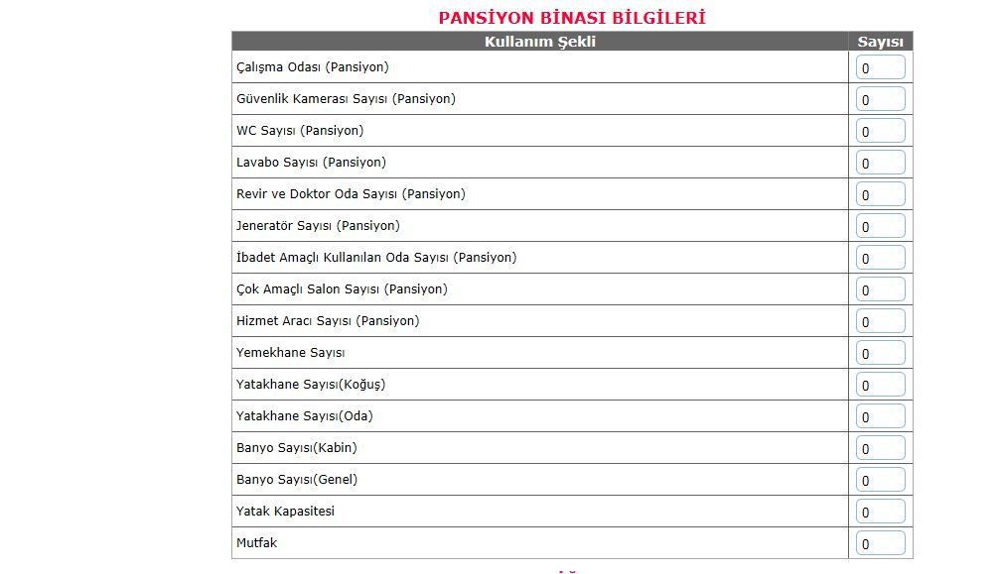 PANSİYON BİNASI BİLGİLERİ
Kullanım Şekli Sayısı
Çalışma Odası (Pansiyon) 0
Güvenlik Kamerası Sayısı (Pansiyon) 0
WC Sayısı (Pansiyon) 0
Lavabo Sayısı (Pansiyon) 0
Revir ve Doktor Oda Sayısı (Pansiyon) 0
Jeneratör Sayısı (Pansiyon) 0
İbadet Amaçlı Kullanılan Oda Sayısı (Pansiyon) 0
Çok Amaçlı Salon Sayısı (Pansiyon) 0
Hizmet Aracı Sayısı (Pansiyon) 0
Yemekhane Sayısı 0
Yatakhane Sayısı(Koğuş) 0
Yatakhane Sayısı(Oda) 0
Banyo Sayısı(Kabin) 0
Banyo Sayısı(Genel) 0
Yatak Kapasitesi 0
Mutfak 0